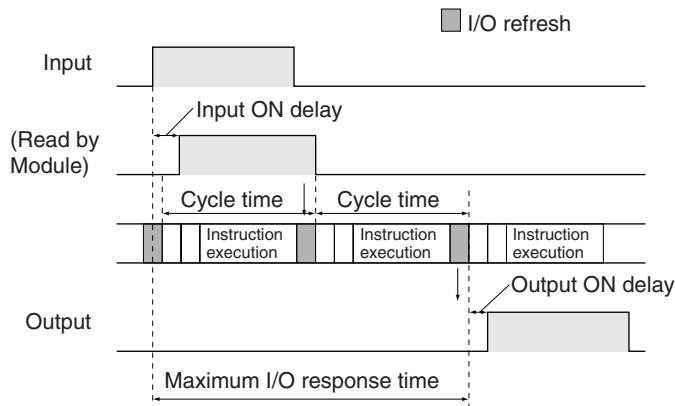 I/O refresh
Input
Input ON delay
(Read by
Module)
Cycle time
Cycle time
Instruction
execution
Instruction
execution
Instruction
execution
Output ON delay
Output
Maximum I/O response time